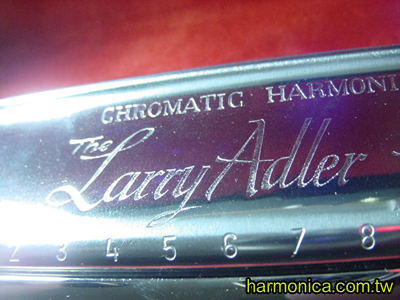 CHROMATIC HARMONI
The
Larry Adler
2 3 4 5 6 7 8
harmonica.com.tw